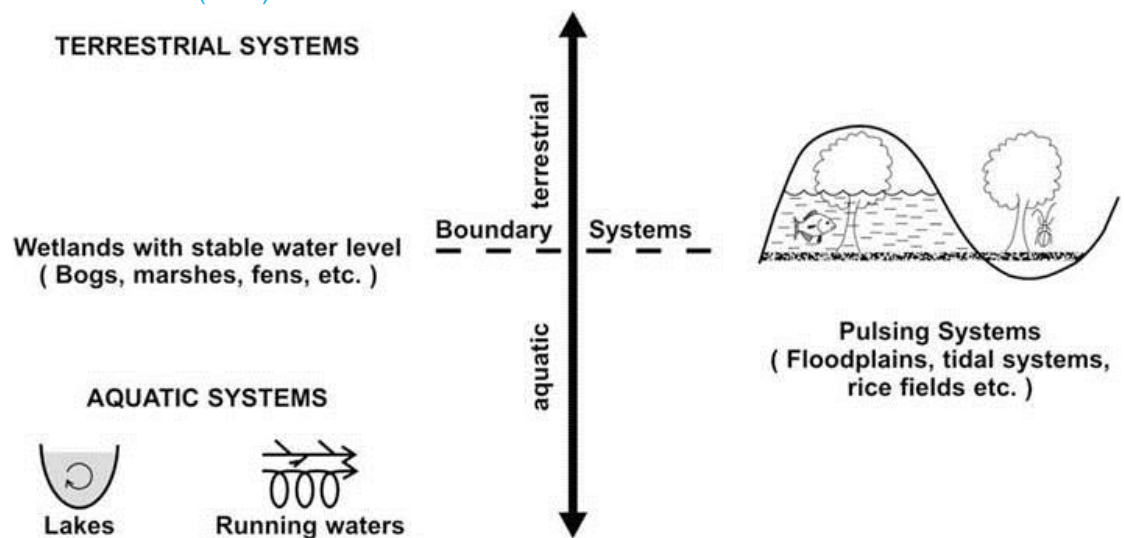 TERRESTRIAL SYSTEMS
terrestrial
Boundary Systems
Wetlands with stable water level
( Bogs, marshes, fens, etc. )
Pulsing Systems
( Floodplains, tidal systems,
rice fields etc. )
aquatic
AQUATIC SYSTEMS
Lakes
Running waters